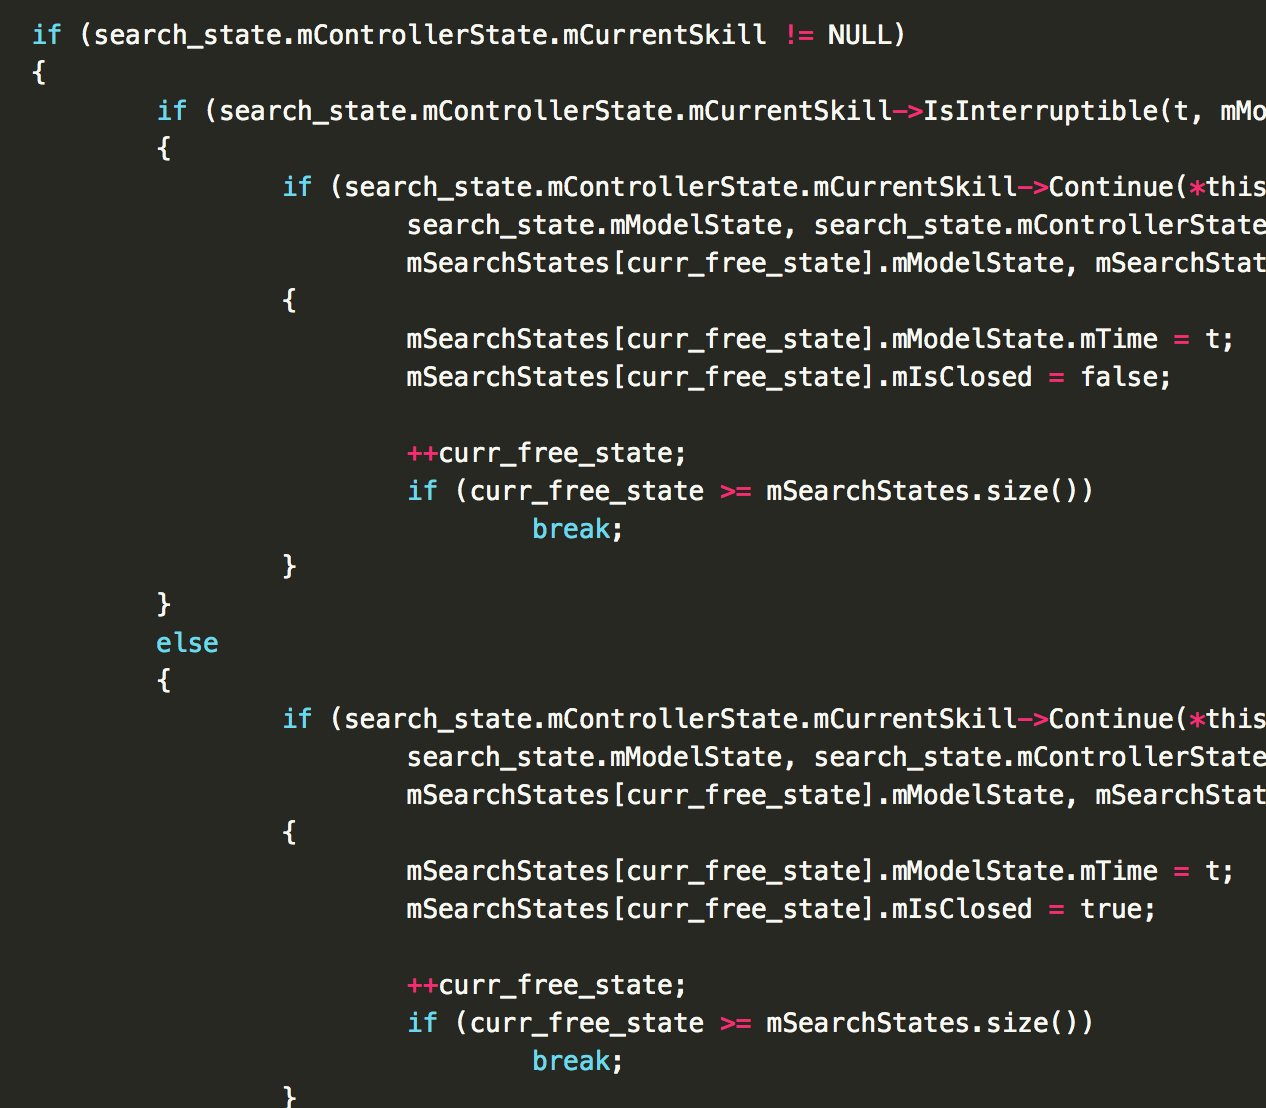 if (search_state.mControllerState.mCurrentSkill != NULL)
{
if (search_state.mControllerState.mCurrentSkill->IsInterruptible(t, mMo
{
if (search_state.mControllerState.mCurrentSkill->Continue(*this
search_state.mModelState, search_state.mControllerState
mSearchStates[curr_free_state].mModelState, mSearchStat
{
mSearchStates[curr_free_state].mModelState.mTime = t;
mSearchStates[curr_free_state].mIsClosed = false;
++curr_free_state;
if (curr_free_state >= mSearchStates.size())
break;
}
}
else
{
if (search_state.mControllerState.mCurrentSkill->Continue(*this
search_state.mModelState, search_state.mControllerState
mSearchStates[curr_free_state].mModelState, mSearchStat
{
mSearchStates[curr_free_state].mModelState.mTime = t;
mSearchStates[curr_free_state].mIsClosed = true;
++curr_free_state;
if (curr_free_state >= mSearchStates.size())
break;
}